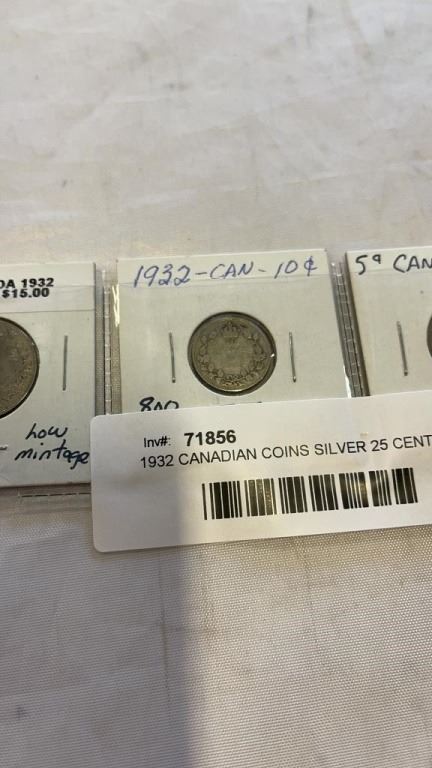 DA 1932
$15.00
low
mintage
1932-CAN-10¢
5¢ CAN
Inv#: 71856
1932 CANADIAN COINS SILVER 25 CENT